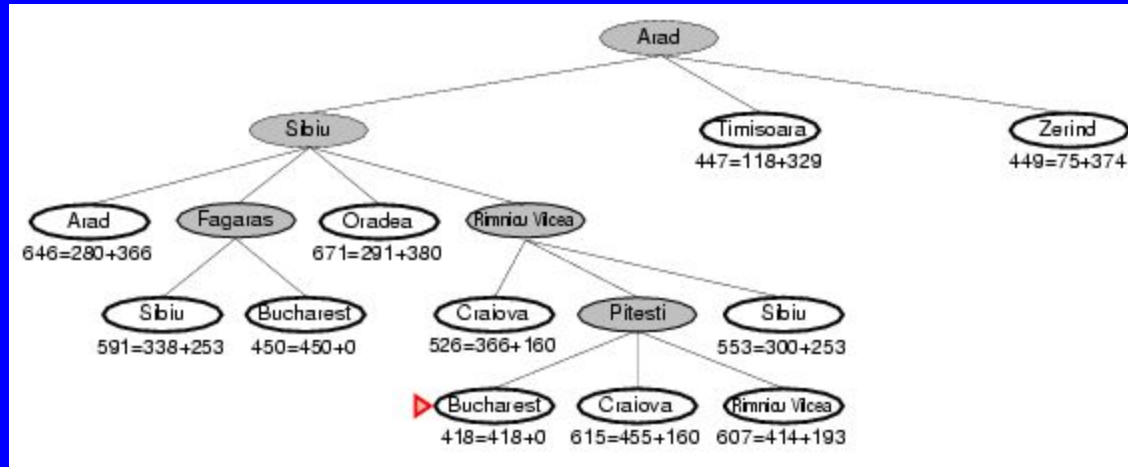 Arad
Sibiu
Timisoara
Zerind
447=118+329
449=75+374
Arad
Fagaras
Oradea
Rimnicu Vilcea
646=280+366
671=291+380
Sibiu
Bucharest
Craiova
Pitesti
Sibiu
591=338+253
450=450+0
526=366+160
553=300+253
Bucharest
Craiova
Rimnicu Vilcea
418=418+0
615=455+160
607=414+193